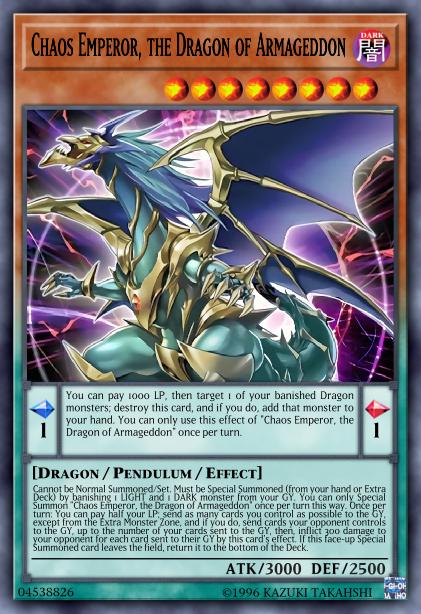 CHAOS EMPEROR, THE DRAGON OF ARMAGEDDON
DARK
闇
You can pay 1000 LP, then target 1 of your banished Dragon
monsters; destroy this card, and if you do, add that monster to
your hand. You can only use this effect of "Chaos Emperor, the
Dragon of Armageddon" once per turn.
1
1
[DRAGON / PENDULUM / EFFECT]
Cannot be Normal Summoned/Set. Must be Special Summoned (from your hand or Extra
Deck) by banishing 1 LIGHT and 1 DARK monster from your GY. You can only Special
Summon "Chaos Emperor, the Dragon of Armageddon" once per turn this way. Once per
turn: You can pay half your LP; send as many cards you control as possible to the GY,
except from the Extra Monster Zone, and if you do, send cards your opponent controls
to the GY, up to the number of your cards sent to the GY, then, inflict 300 damage to
your opponent for each card sent to their GY by this card's effect. If this face-up Special
Summoned card leaves the field, return it to the bottom of the Deck.
ATK/3000 DEF/2500
04538826
©1996 KAZUKI TAKAHSHI